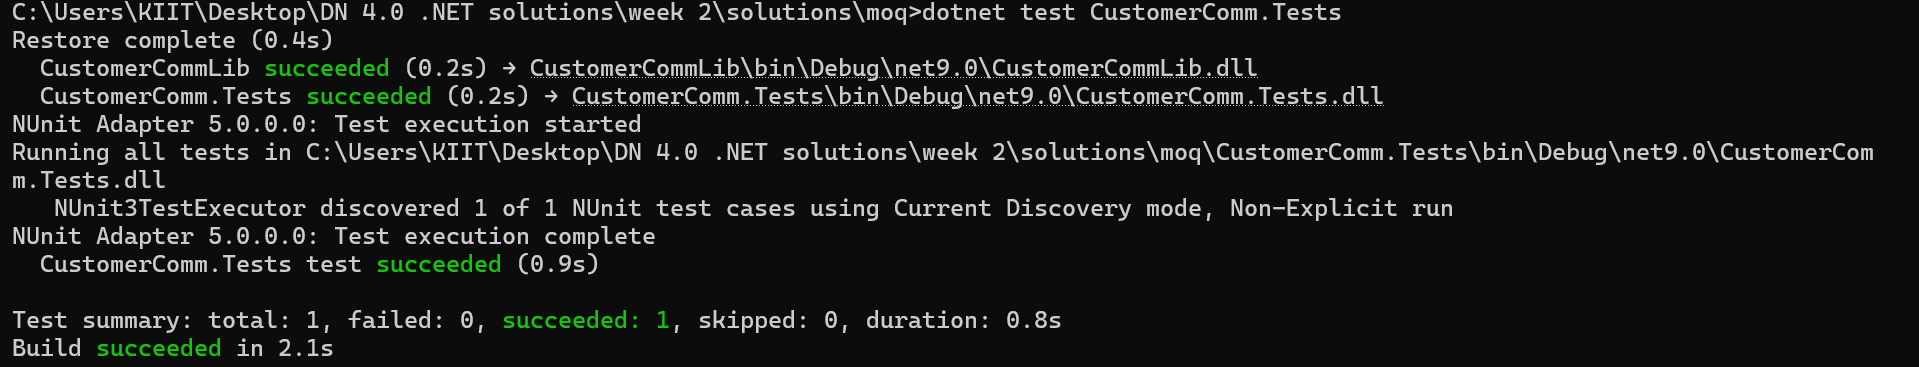 C:\Users\KIIT\Desktop\DN 4.0 .NET solutions\week 2\solutions\moq>dotnet test CustomerComm.Tests
Restore complete (0.4s)
  CustomerCommLib succeeded (0.2s) → CustomerCommLib\bin\Debug\net9.0\CustomerCommLib.dll
  CustomerComm.Tests succeeded (0.2s) → CustomerComm.Tests\bin\Debug\net9.0\CustomerComm.Tests.dll
NUnit Adapter 5.0.0.0: Test execution started
Running all tests in C:\Users\KIIT\Desktop\DN 4.0 .NET solutions\week 2\solutions\moq\CustomerComm.Tests\bin\Debug\net9.0\CustomerCom
m.Tests.dll
   NUnit3TestExecutor discovered 1 of 1 NUnit test cases using Current Discovery mode, Non-Explicit run
NUnit Adapter 5.0.0.0: Test execution complete
  CustomerComm.Tests test succeeded (0.9s)

Test summary: total: 1, failed: 0, succeeded: 1, skipped: 0, duration: 0.8s
Build succeeded in 2.1s